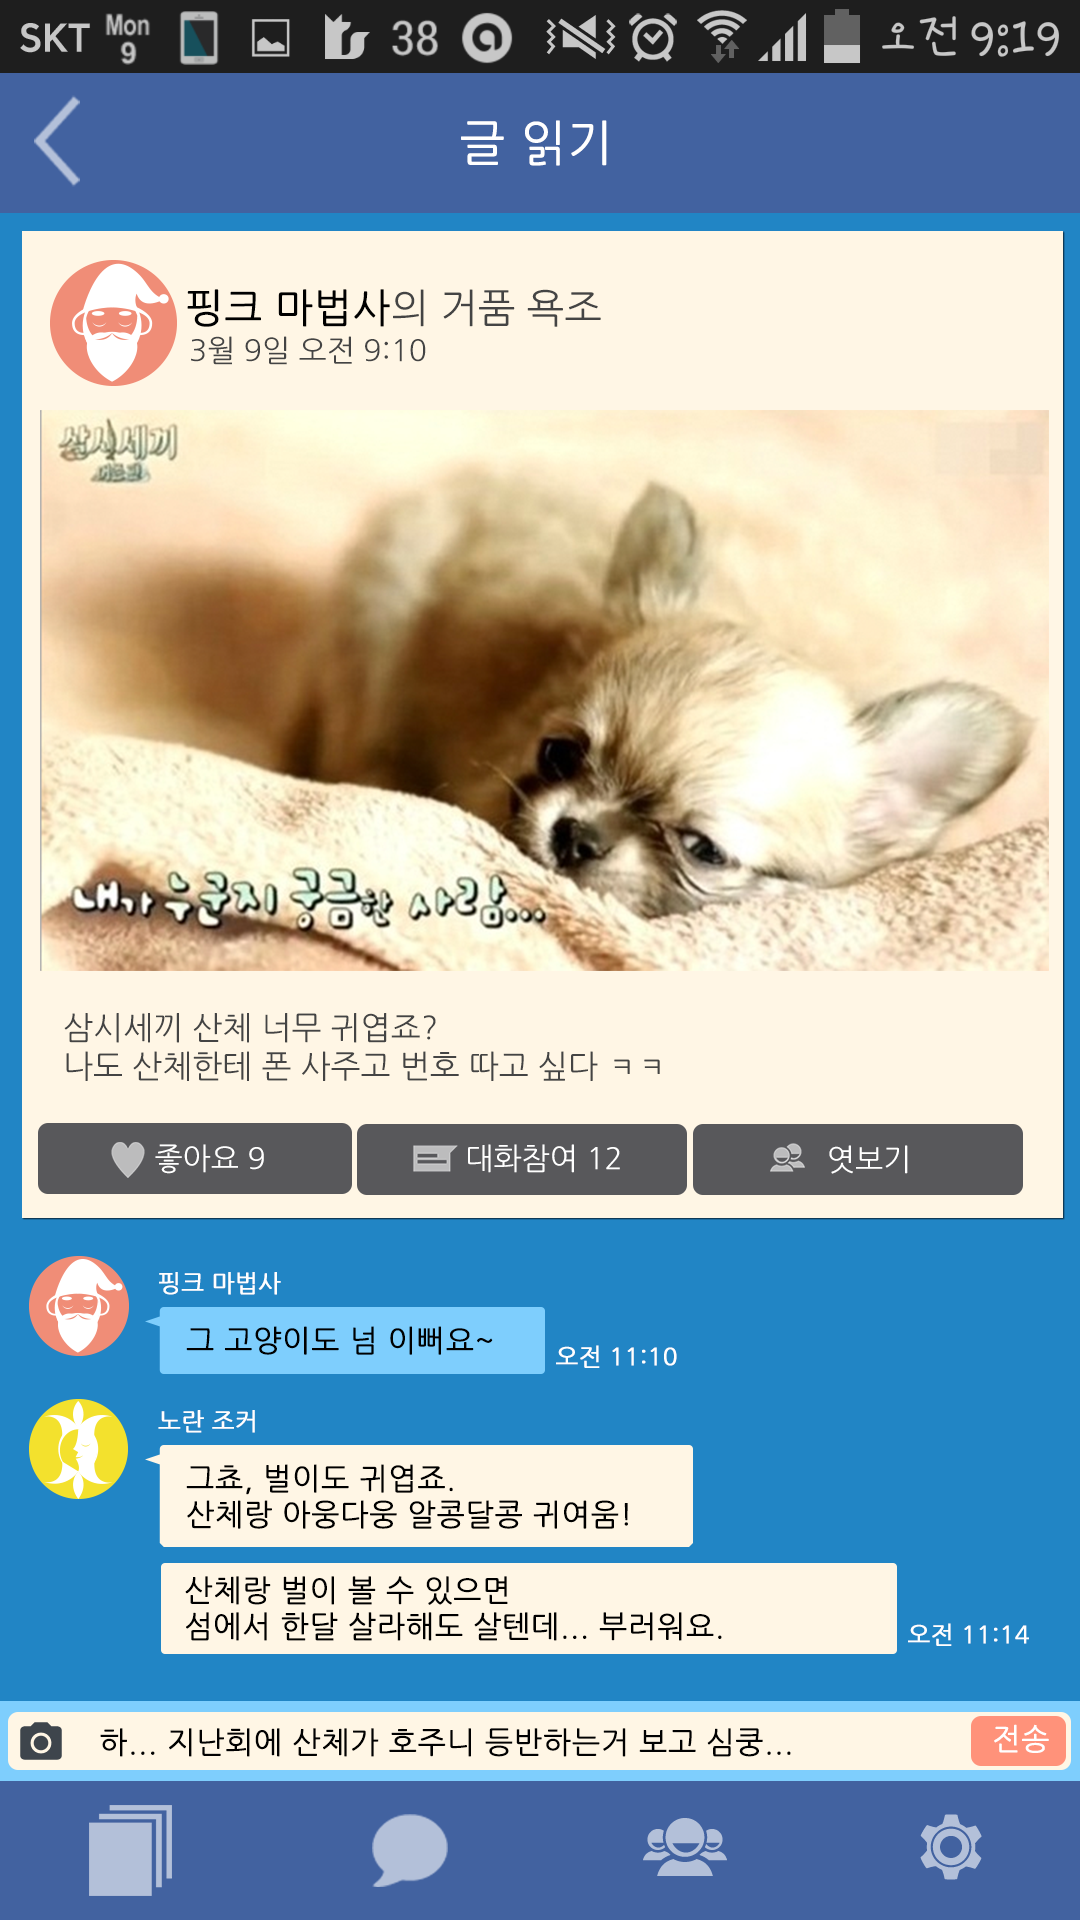 SKT Mon 9 38 오전 9:19
글 읽기
핑크 마법사의 거품 욕조
3월 9일 오전 9:10
삼시세끼
어촌편
내가 누군지 궁금한 사람...
삼시세끼 산체 너무 귀엽죠?
나도 산체한테 폰 사주고 번호 따고 싶다 ㅋㅋ
좋아요 9 대화참여 12 엿보기
핑크 마법사
그 고양이도 넘 이뻐요~
오전 11:10
노란 조커
그쵸, 벌이도 귀엽죠.
산체랑 아웅다웅 알콩달콩 귀여움!
산체랑 벌이 볼 수 있으면
섬에서 한달 살라해도 살텐데... 부러워요.
오전 11:14
하... 지난회에 산체가 호주니 등반하는거 보고 심쿵... 전송